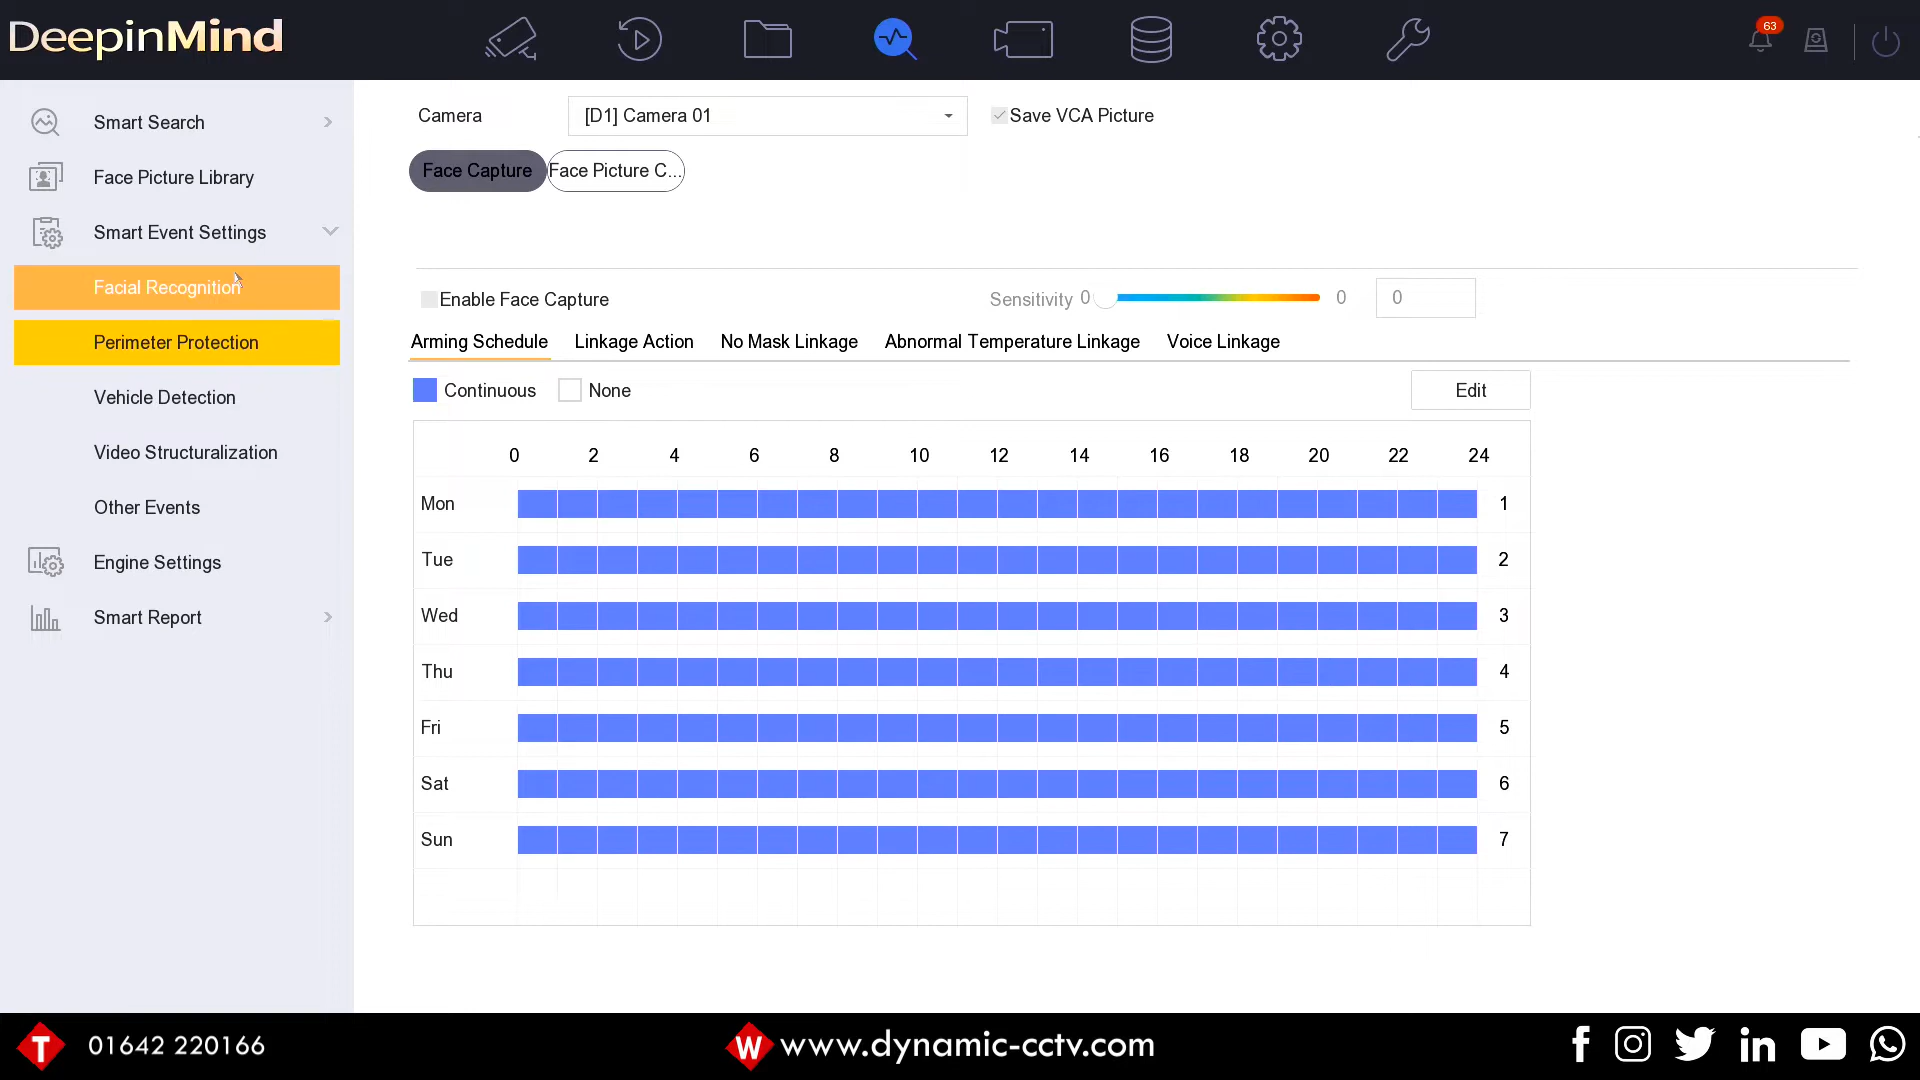 DeepinMind
63
Smart Search
Face Picture Library
Smart Event Settings
Facial Recognition
Perimeter Protection
Vehicle Detection
Video Structuralization
Other Events
Engine Settings
Smart Report
Camera [D1] Camera 01 Save VCA Picture
Face Capture Face Picture C...
Enable Face Capture Sensitivity 0 0 0
Arming Schedule Linkage Action No Mask Linkage Abnormal Temperature Linkage Voice Linkage
Continuous None Edit
0 2 4 6 8 10 12 14 16 18 20 22 24
Mon 1
Tue 2
Wed 3
Thu 4
Fri 5
Sat 6
Sun 7
T 01642 220166 W www.dynamic-cctv.com